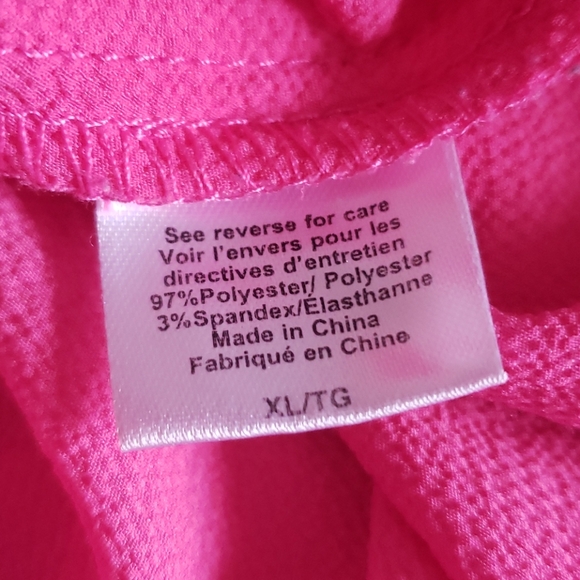 See reverse for care
Voir l'envers pour les
directives d'entretien
97%Polyester/ Polyester
3%Spandex/Élasthanne
Made in China
Fabriqué en Chine
XL/TG